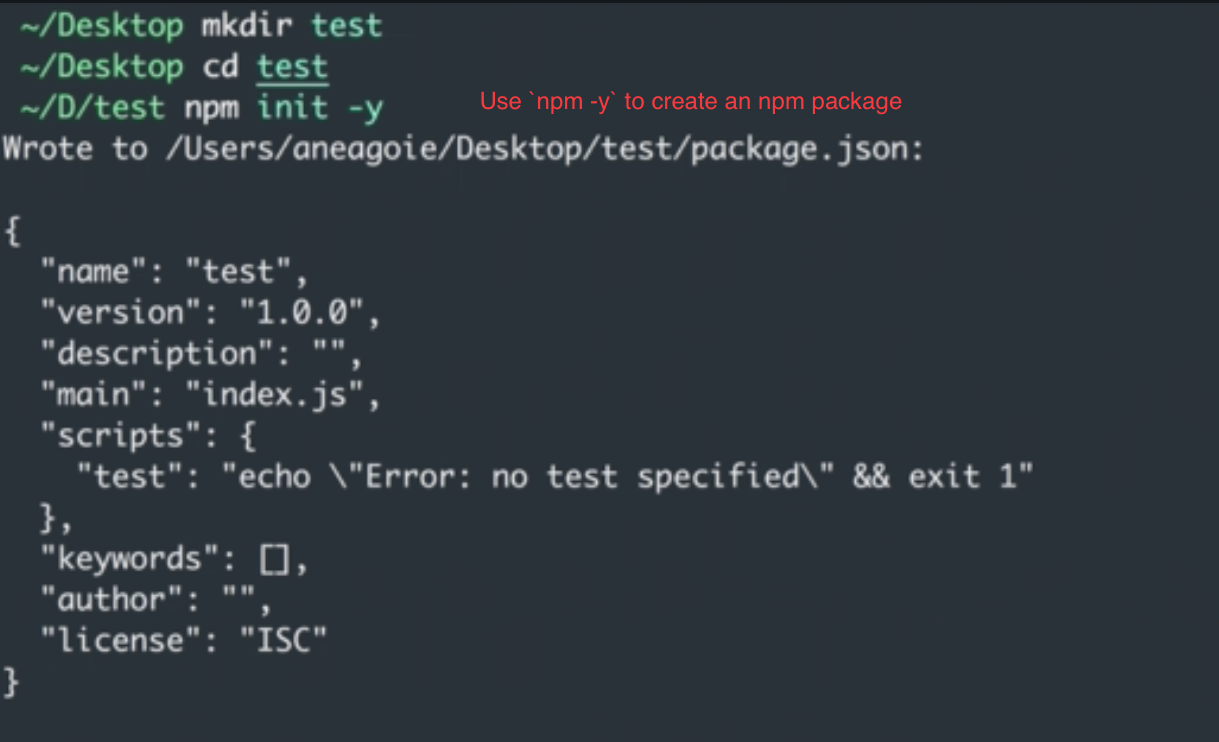 ~/Desktop mkdir test
~/Desktop cd test
~/D/test npm init -y
Use `npm -y` to create an npm package
Wrote to /Users/aneagoie/Desktop/test/package.json:
{
"name": "test",
"version": "1.0.0",
"description": "",
"main": "index.js",
"scripts": {
"test": "echo \"Error: no test specified\" && exit 1"
},
"keywords": [],
"author": "",
"license": "ISC"
}